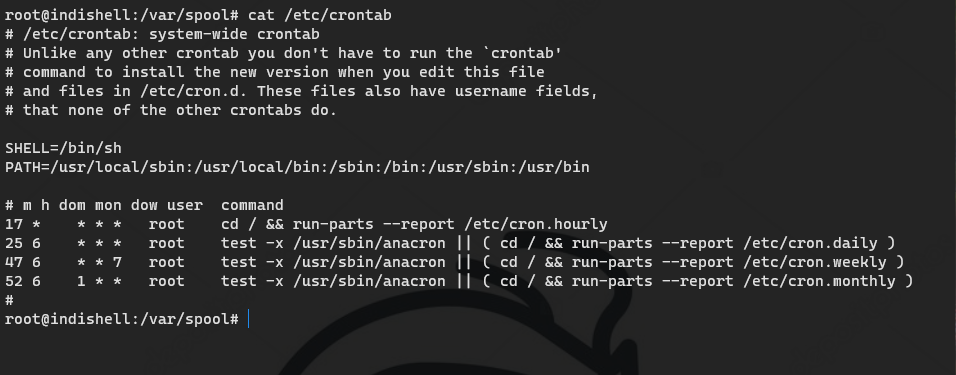 root@indishell:/var/spool# cat /etc/crontab
# /etc/crontab: system-wide crontab
# Unlike any other crontab you don't have to run the `crontab'
# command to install the new version when you edit this file
# and files in /etc/cron.d. These files also have username fields,
# that none of the other crontabs do.

SHELL=/bin/sh
PATH=/usr/local/sbin:/usr/local/bin:/sbin:/bin:/usr/sbin:/usr/bin

# m h dom mon dow user  command
17 *    * * *   root    cd / && run-parts --report /etc/cron.hourly
25 6    * * *   root    test -x /usr/sbin/anacron || ( cd / && run-parts --report /etc/cron.daily )
47 6    * * 7   root    test -x /usr/sbin/anacron || ( cd / && run-parts --report /etc/cron.weekly )
52 6    1 * *   root    test -x /usr/sbin/anacron || ( cd / && run-parts --report /etc/cron.monthly )
#
root@indishell:/var/spool#